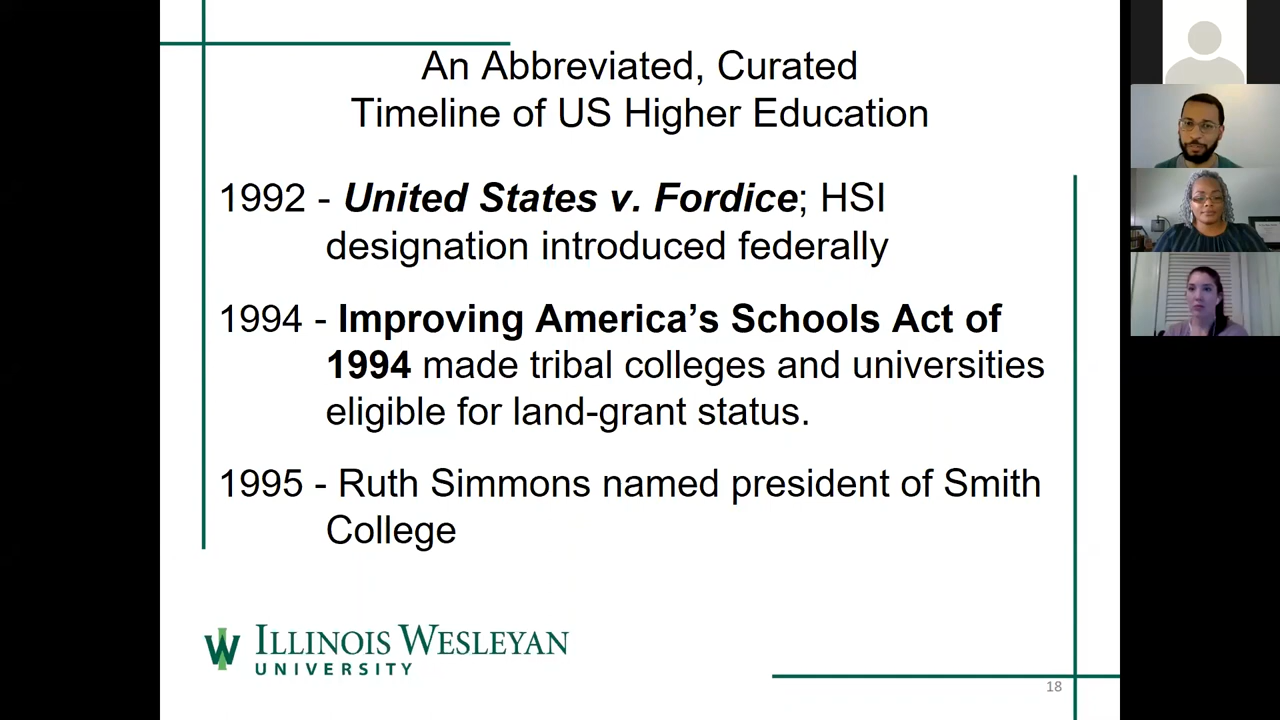 An Abbreviated, Curated
Timeline of US Higher Education
1992 - United States v. Fordice; HSI
designation introduced federally
1994 - Improving America’s Schools Act of
1994 made tribal colleges and universities
eligible for land-grant status.
1995 - Ruth Simmons named president of Smith
College
ILLINOIS WESLEYAN
UNIVERSITY
18